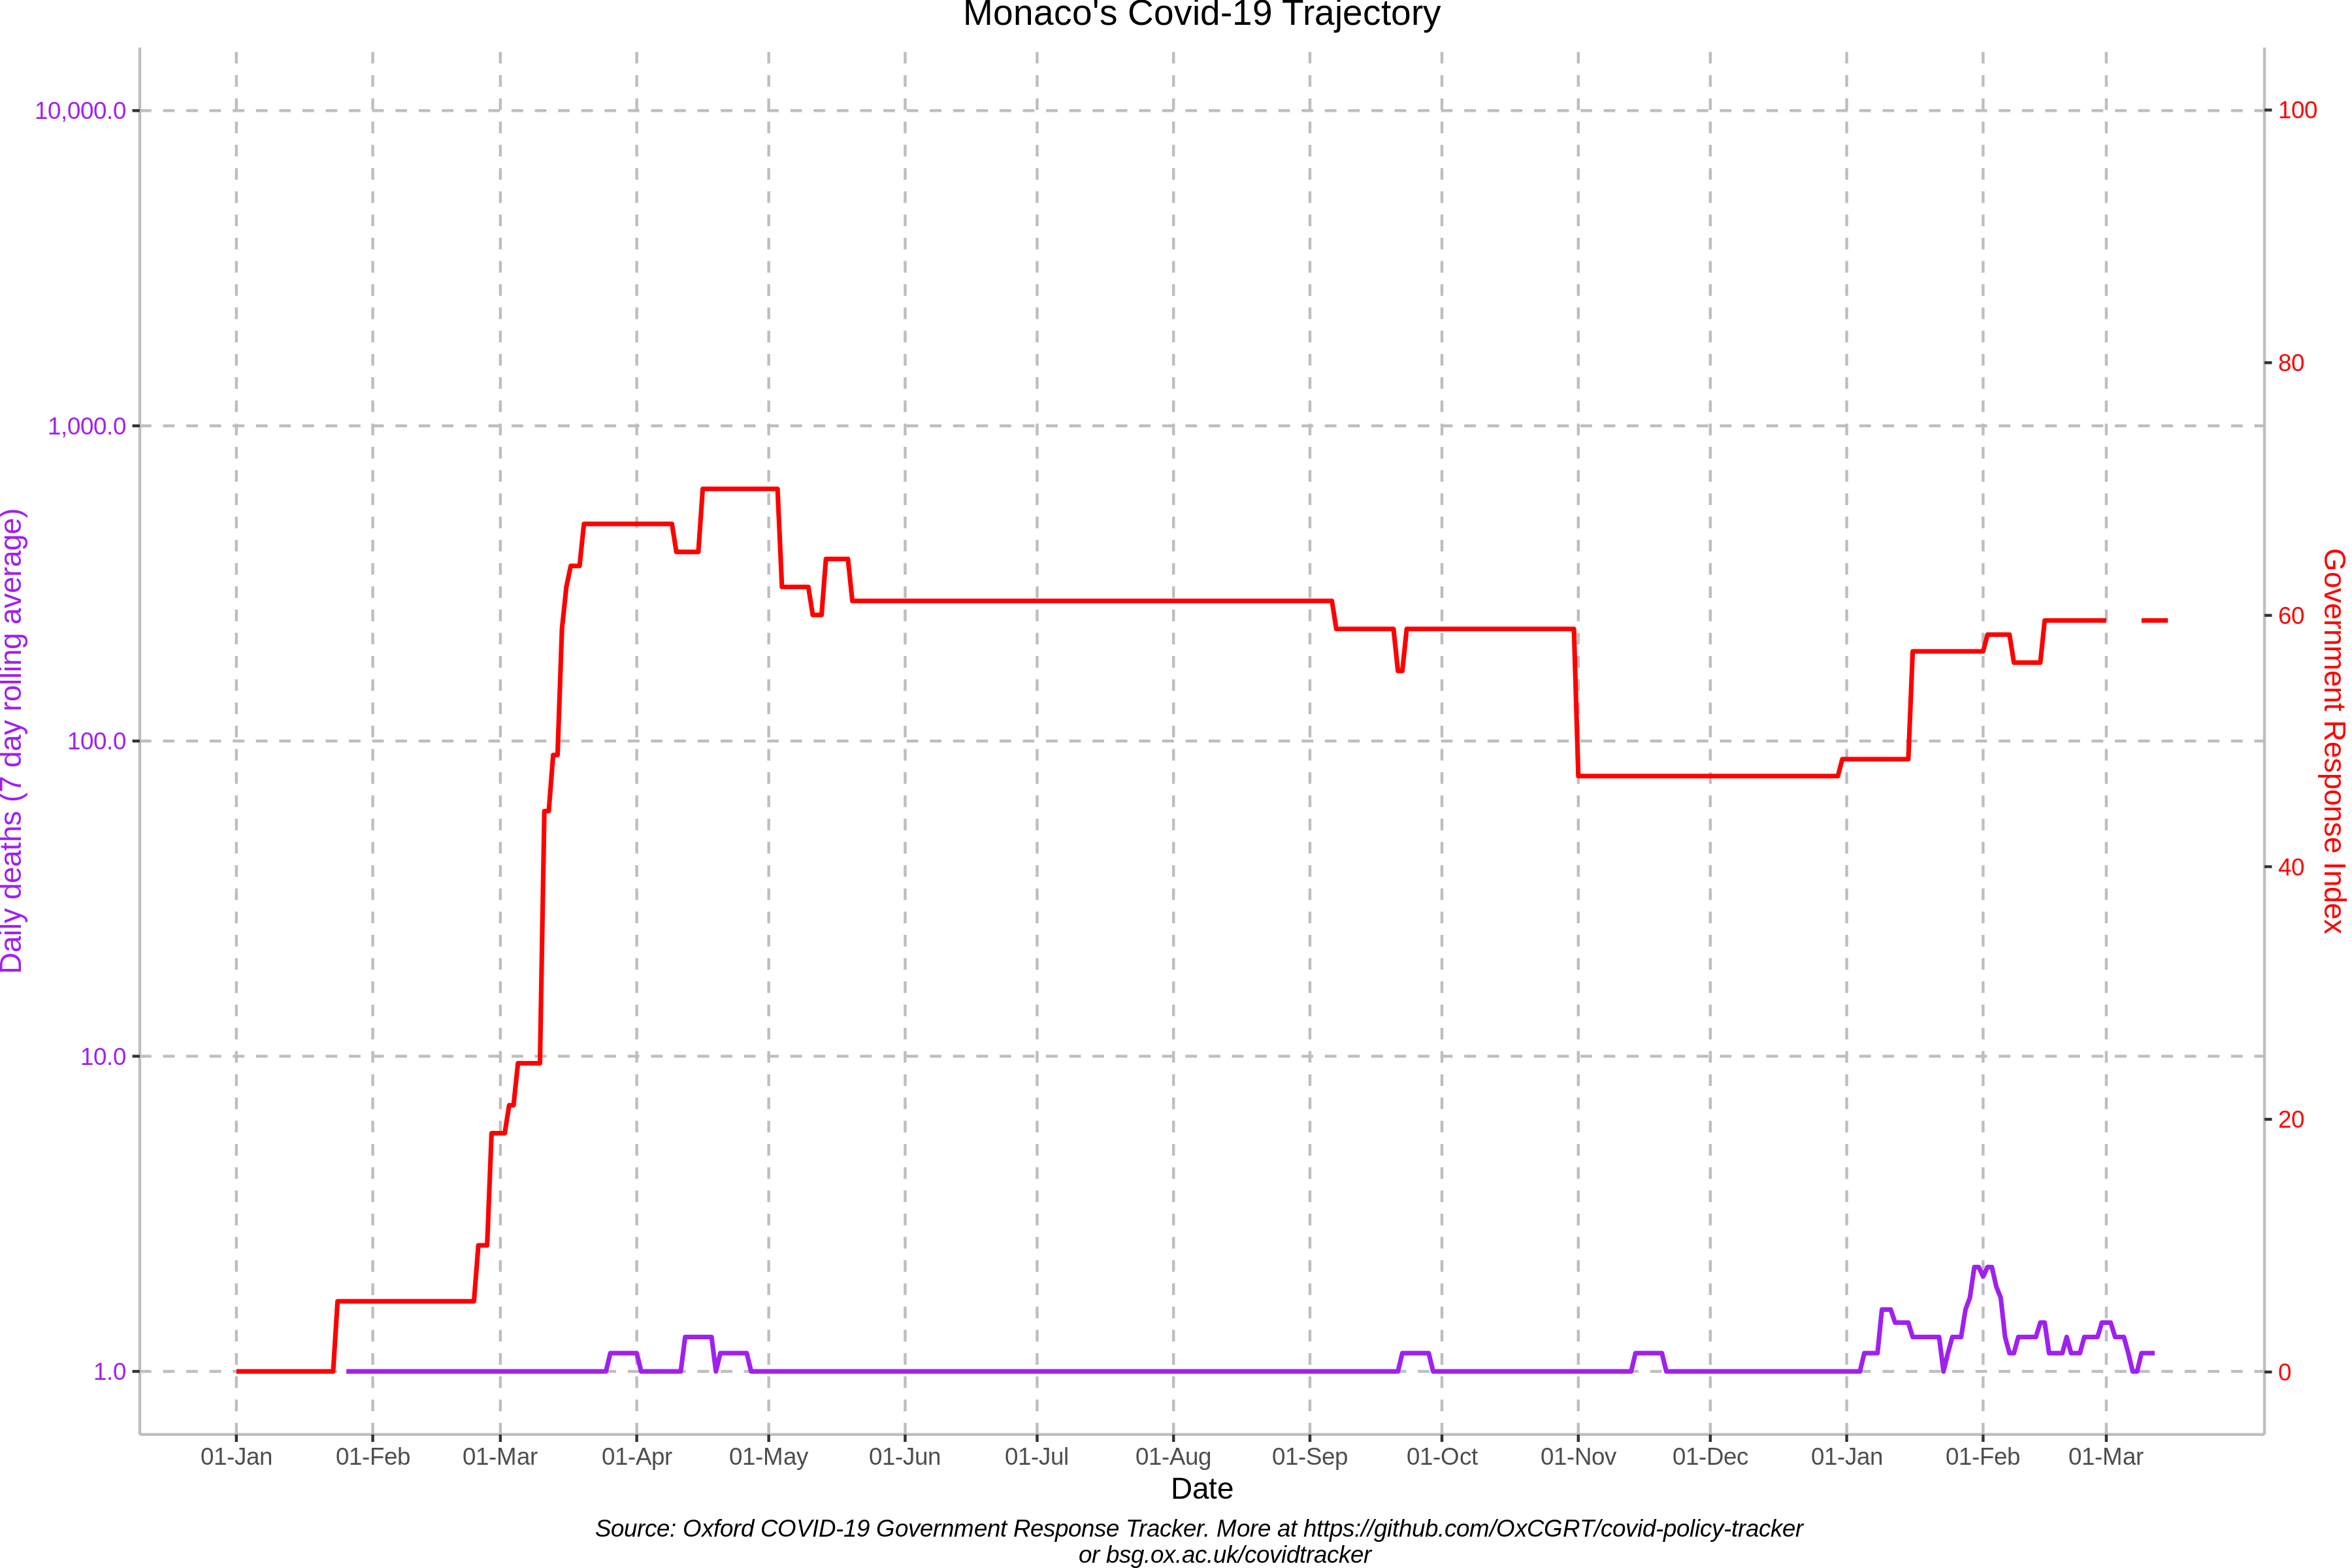 Monaco's Covid-19 Trajectory
10,000.0
1,000.0
100.0
10.0
1.0
Daily deaths (7 day rolling average)
100
80
60
40
20
0
Government Response Index
01-Jan 01-Feb 01-Mar 01-Apr 01-May 01-Jun 01-Jul 01-Aug 01-Sep 01-Oct 01-Nov 01-Dec 01-Jan 01-Feb 01-Mar
Date
Source: Oxford COVID-19 Government Response Tracker. More at https://github.com/OxCGRT/covid-policy-tracker
or bsg.ox.ac.uk/covidtracker